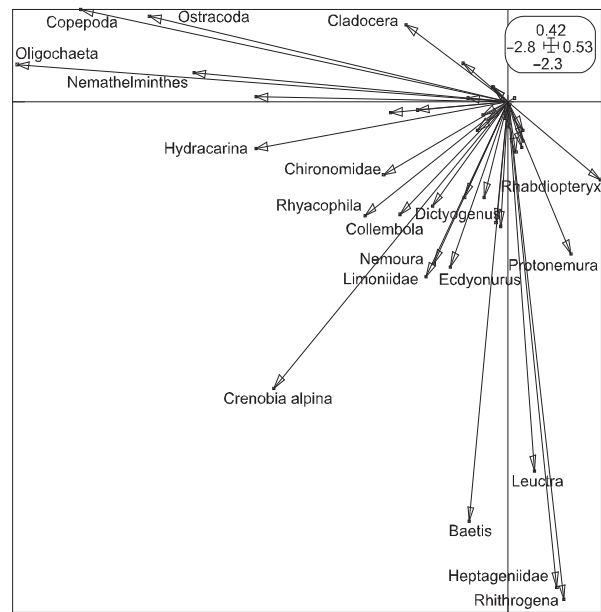 Copepoda
Ostracoda
Cladocera
0.42
−2.8 0.53
−2.3
Oligochaeta
Nemathelminthes
Hydracarina
Chironomidae
Rhabdiopteryx
Rhyacophila
Dictyogenus
Collembola
Nemoura
Protonemura
Limoniidae
Ecdyonurus
Crenobia alpina
Leuctra
Baetis
Heptageniidae
Rhithrogena